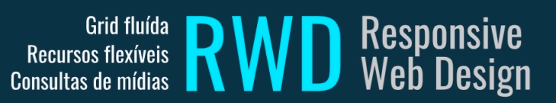 Grid fluída
Recursos flexíveis
Consultas de mídias
RWD
Responsive
Web Design